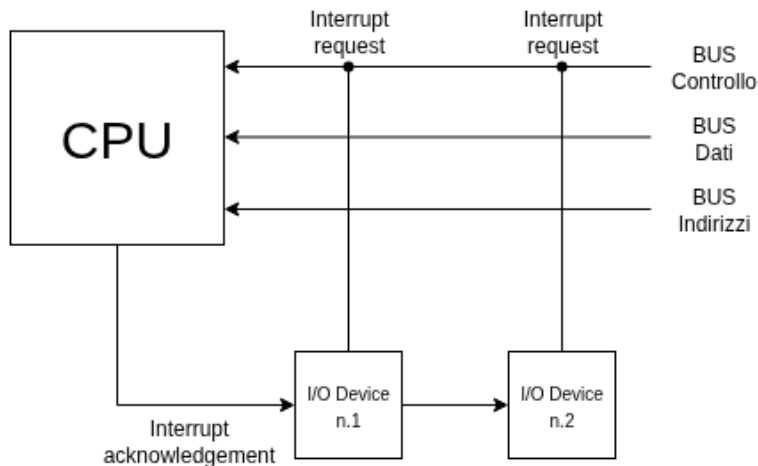 Interrupt
request
Interrupt
request
BUS
Controllo
CPU
BUS
Dati
BUS
Indirizzi
I/O Device
n.1
I/O Device
n.2
Interrupt
acknowledgement